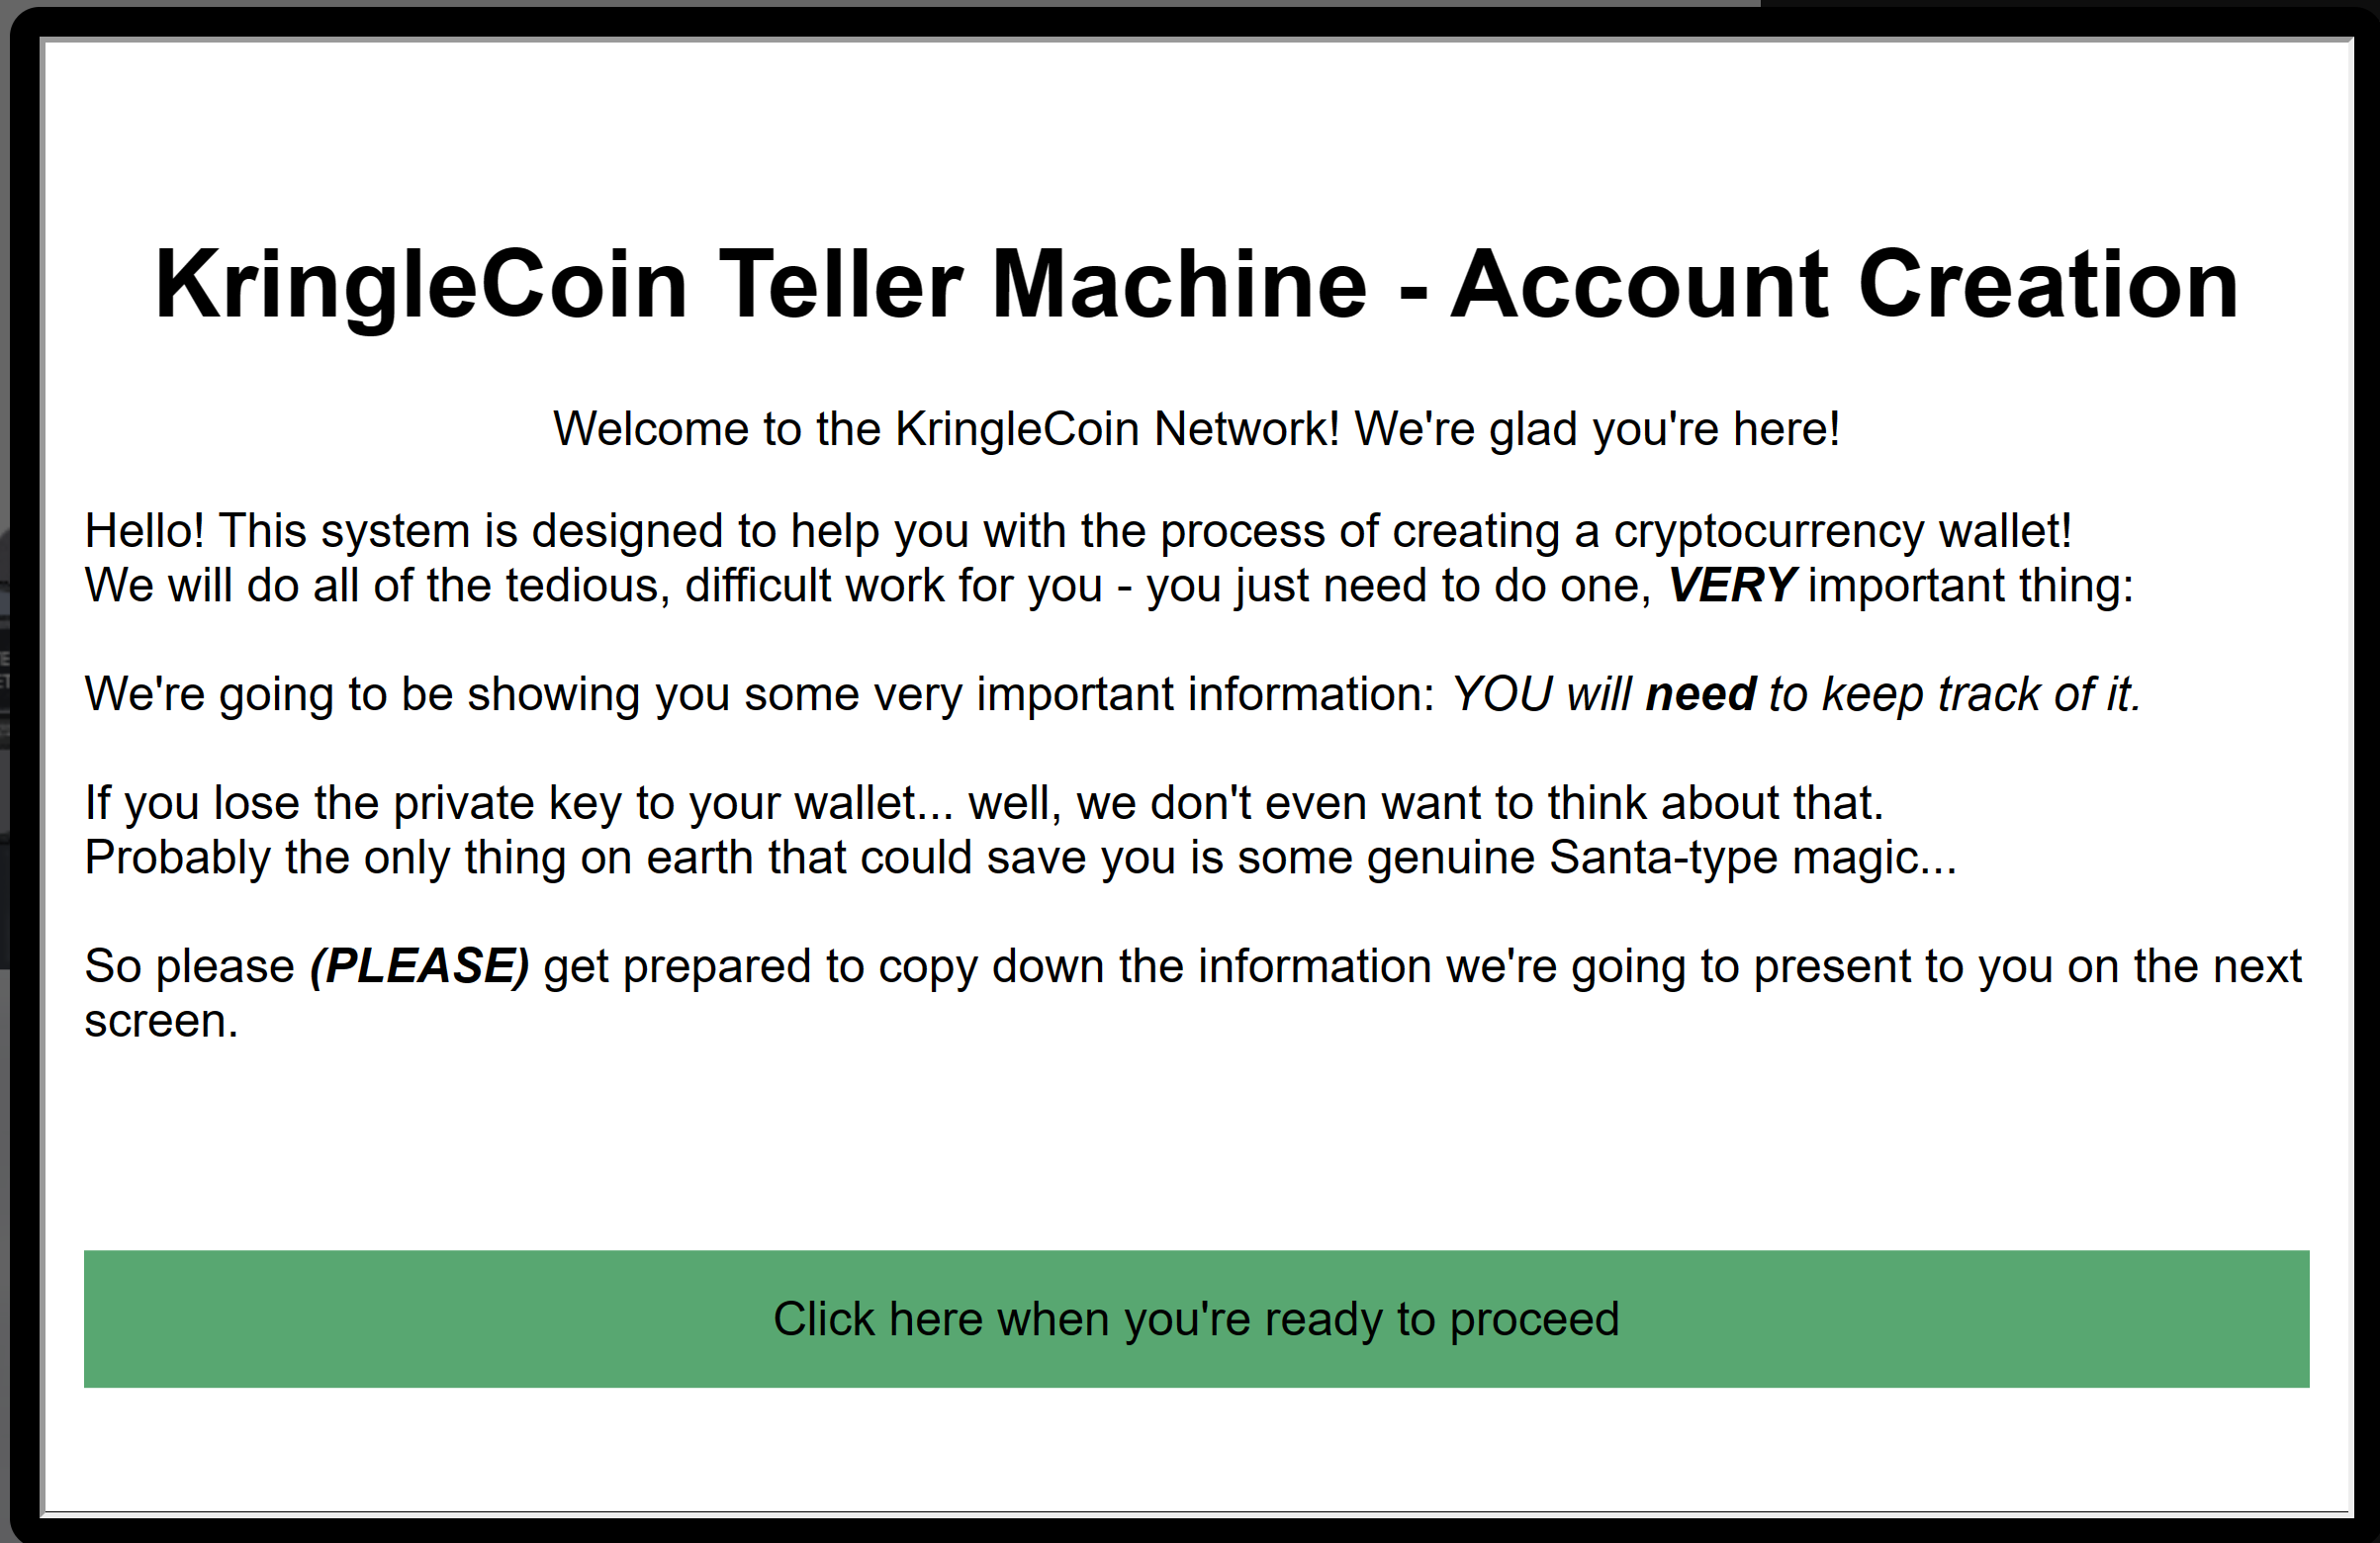 KringleCoin Teller Machine - Account Creation
Welcome to the KringleCoin Network! We're glad you're here!
Hello! This system is designed to help you with the process of creating a cryptocurrency wallet!
We will do all of the tedious, difficult work for you - you just need to do one, VERY important thing:
We're going to be showing you some very important information: YOU will need to keep track of it.
If you lose the private key to your wallet... well, we don't even want to think about that.
Probably the only thing on earth that could save you is some genuine Santa-type magic...
So please (PLEASE) get prepared to copy down the information we're going to present to you on the next
screen.
Click here when you're ready to proceed